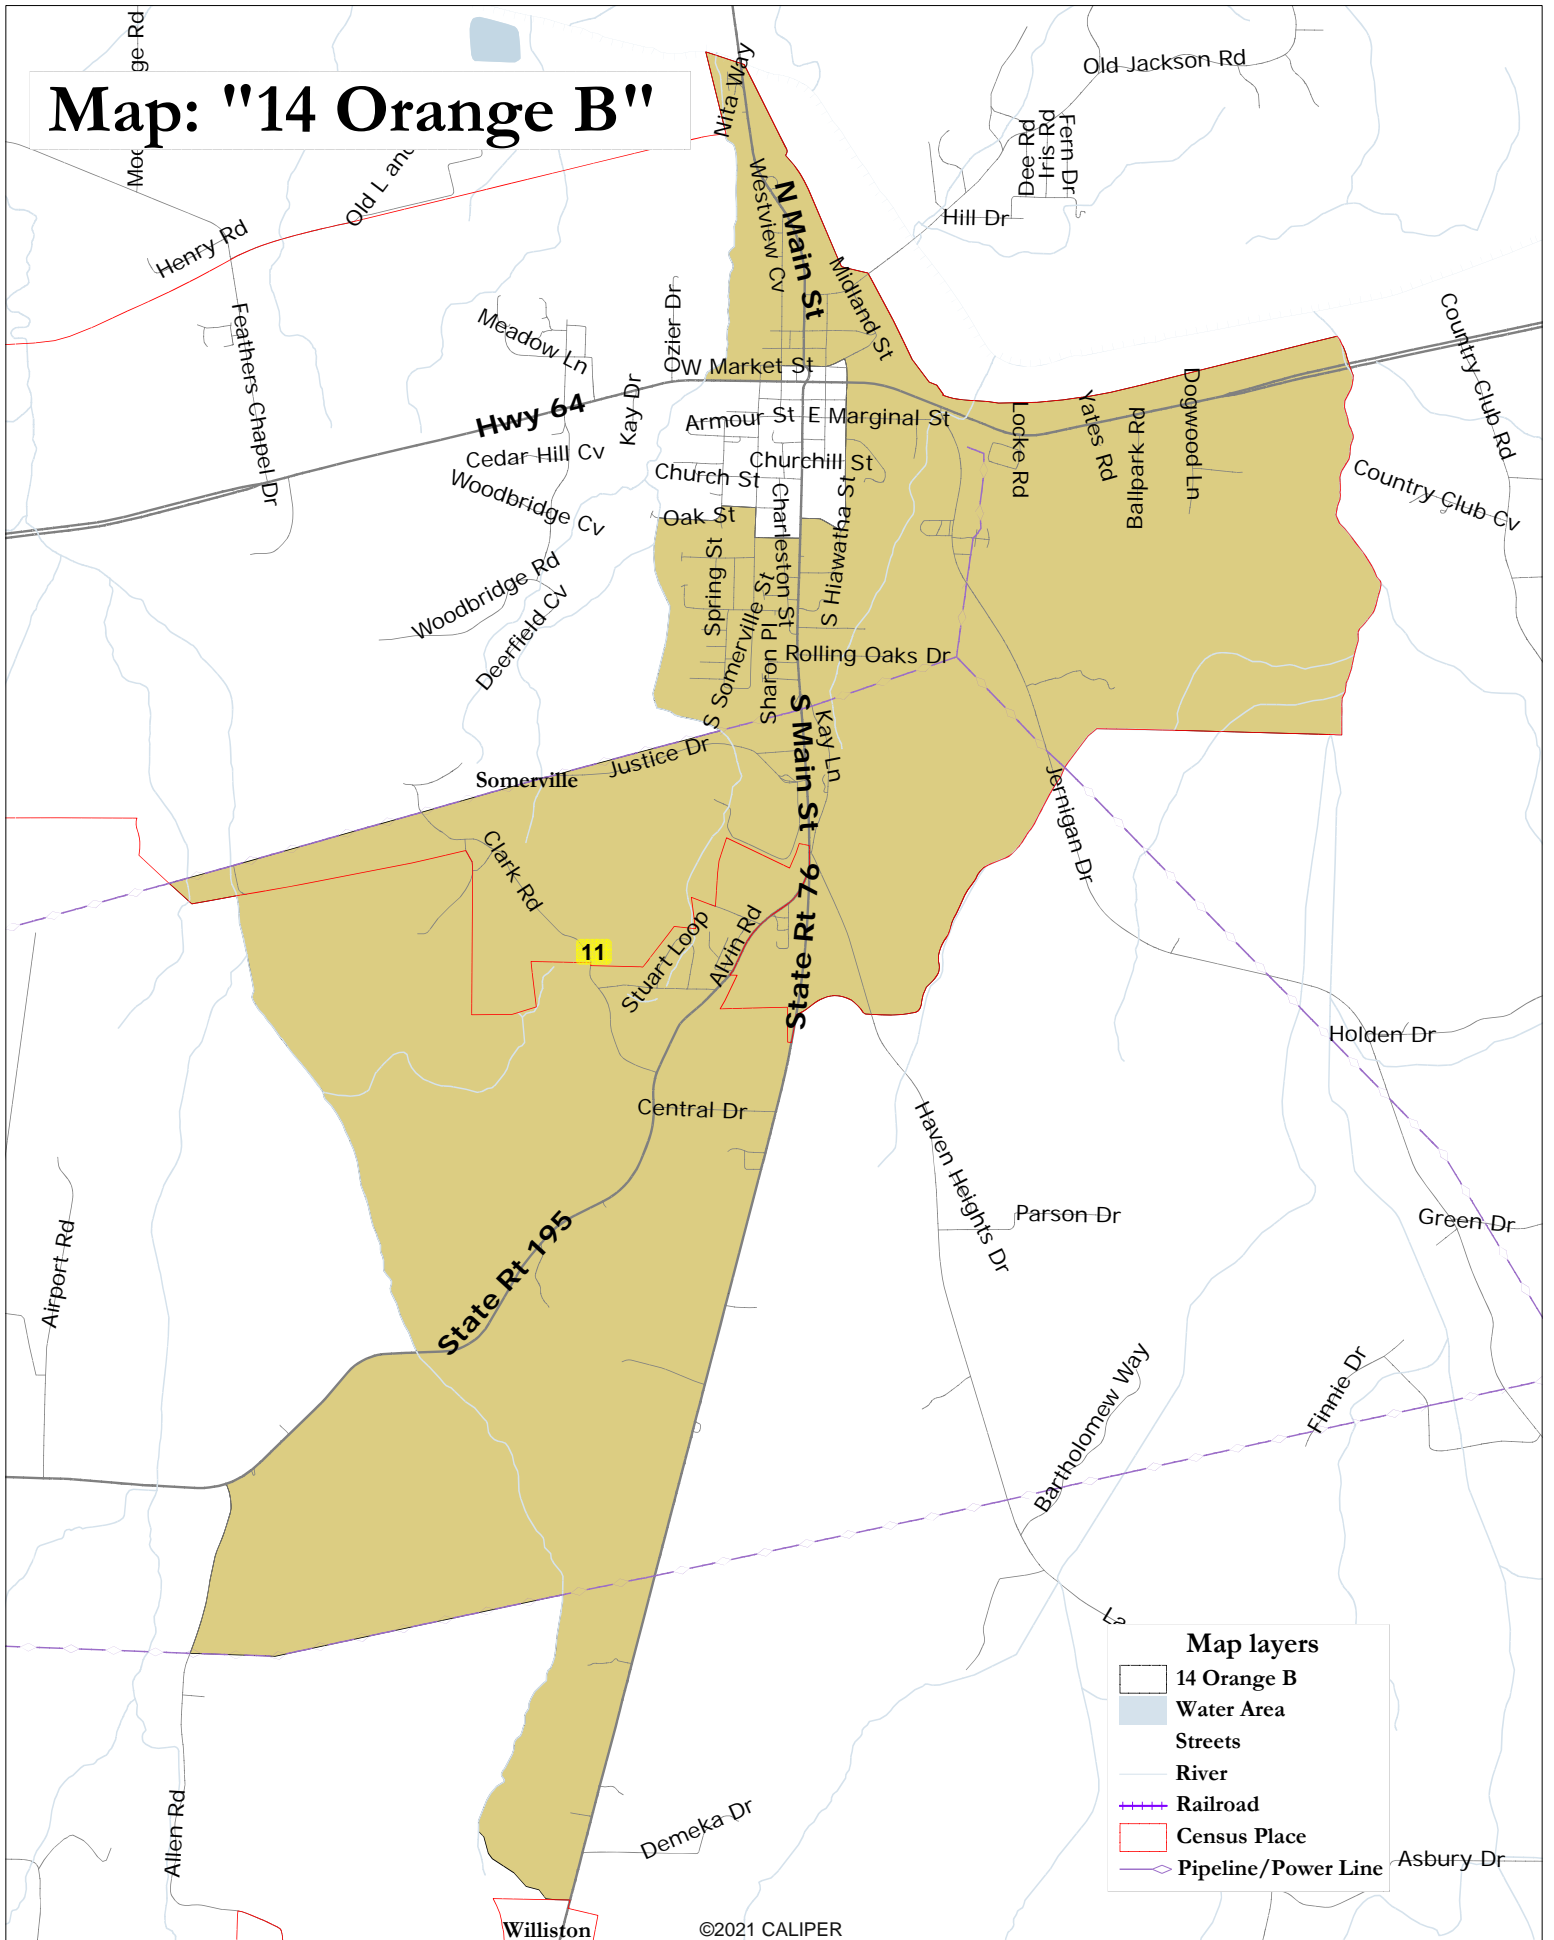 Map: "14 Orange B"
ge Rd
Old Jackson Rd
Nita Way
Dee Rd
Iris Rd
Fern Dr
Hill Dr
Westview Cv
N Main St
Midland St
Henry Rd
Feathers Chapel Dr
Meadow Ln
Ozier Dr
Kay Dr
W Market St
Hwy 64
Armour St
E Marginal St
Cedar Hill Cv
Woodbridge Cv
Church St
Churchill St
Oak St
Charleston St
S Hiawatha St
Locke Rd
Yates Rd
Ballpark Rd
Dogwood Ln
Country Club Rd
Country Club Cv
Woodbridge Rd
Deerfield Cv
Spring St
S Somerville St
Sharon Pl
Rolling Oaks Dr
S Main St
Kay Ln
Justice Dr
Somerville
Jernigan Dr
Clark Rd
11
Stuart Loop
Alvin Rd
State Rt 76
Holden Dr
Central Dr
Haven Heights Dr
Parson Dr
Green Dr
Airport Rd
State Rt 195
Bartholomew Way
Finnie Dr
La
Map layers
14 Orange B
Water Area
Streets
River
Railroad
Census Place
Pipeline/Power Line
Allen Rd
Demeka Dr
Asbury Dr
Williston
©2021 CALIPER